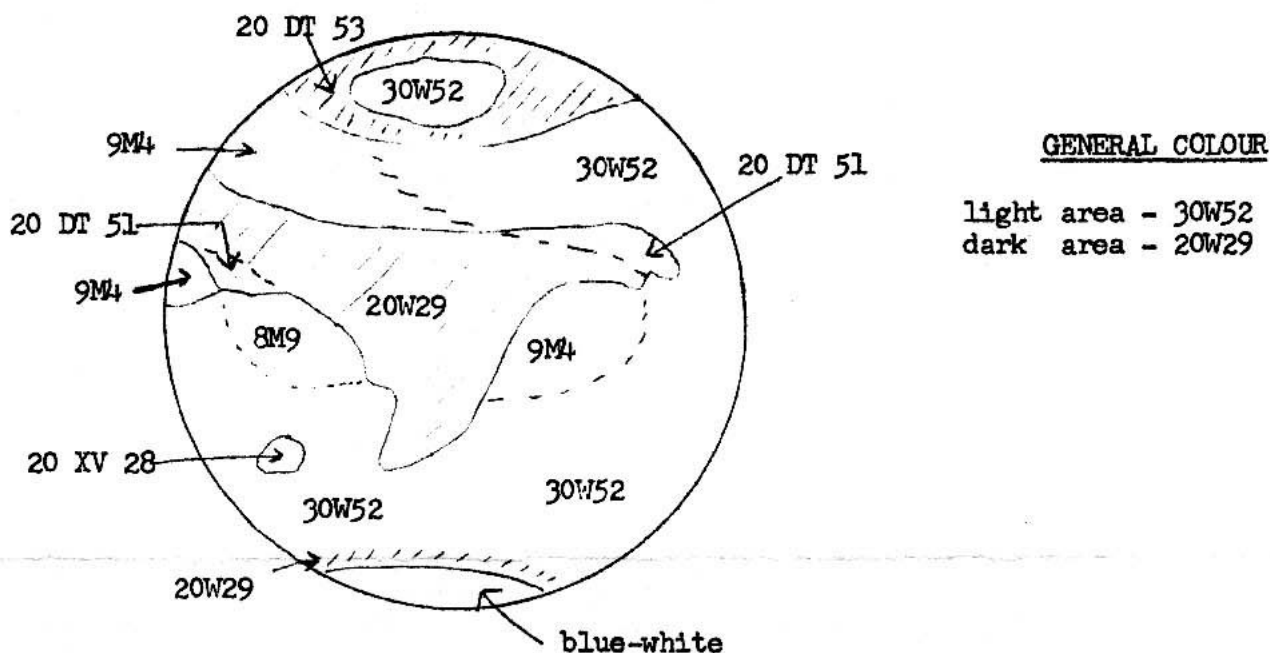 20 DT 53
30W52
9M4
30W52
20 DT 51
20 DT 51
9M4
20W29
8M9
9M4
20 XV 28
30W52
30W52
20W29
blue-white
GENERAL COLOUR
light area - 30W52
dark area - 20W29